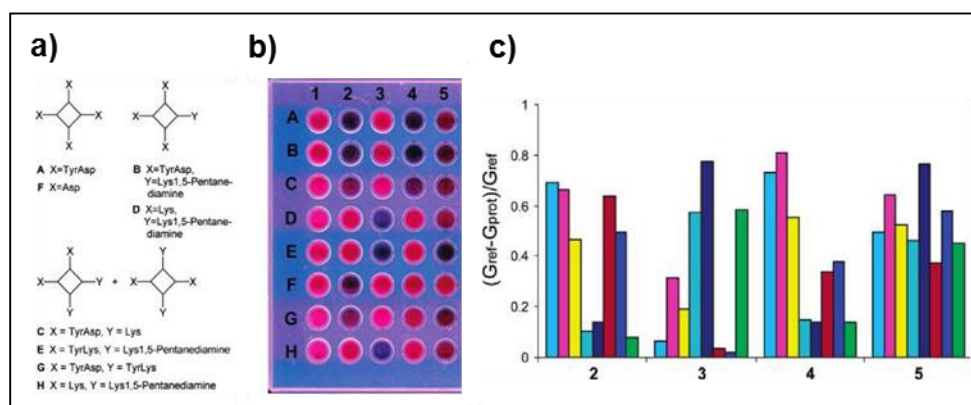 a)
X
X
X
X
X
X
Y
X
A X=TyrAsp
F X=Asp
B X=TyrAsp,
Y=Lys1,5-Pentane-
diamine
D X=Lys,
Y=Lys1,5-Pentane-
diamine
X
X
Y
Y
+
Y
X
X
Y
C X = TyrAsp, Y = Lys
E X = TyrLys, Y = Lys1,5-Pentanediamine
G X = TyrAsp, Y = TyrLys
H X = Lys, Y = Lys1,5-Pentanediamine
b)
1 2 3 4 5
A
B
C
D
E
F
G
H
c)
(Gref-Gprot)/Gref
1
0.8
0.6
0.4
0.2
0
2 3 4 5